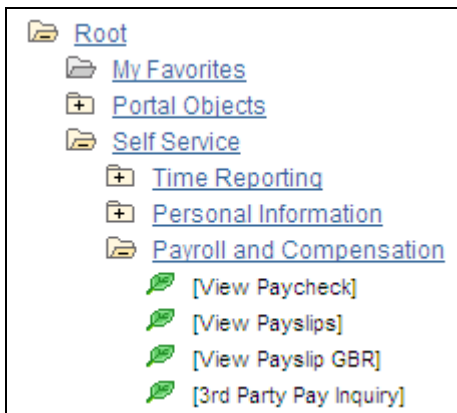 Root
My Favorites
Portal Objects
Self Service
Time Reporting
Personal Information
Payroll and Compensation
[View Paycheck]
[View Payslips]
[View Payslip GBR]
[3rd Party Pay Inquiry]